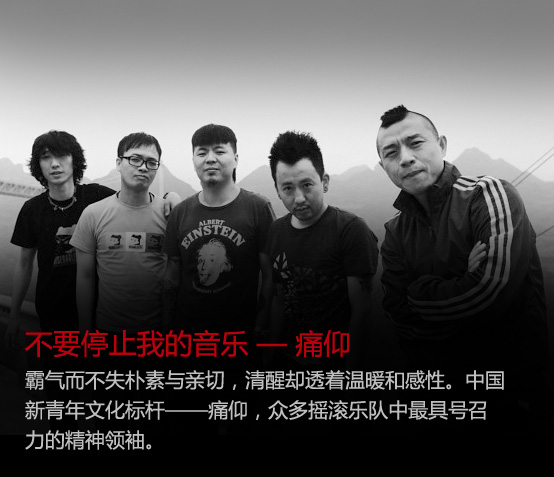 ALBERT
EINSTEIN
不要停止我的音乐 — 痛仰
霸气而不失朴素与亲切，清醒却透着温暖和感性。中国
新青年文化标杆——痛仰，众多摇滚乐队中最具号召
力的精神领袖。